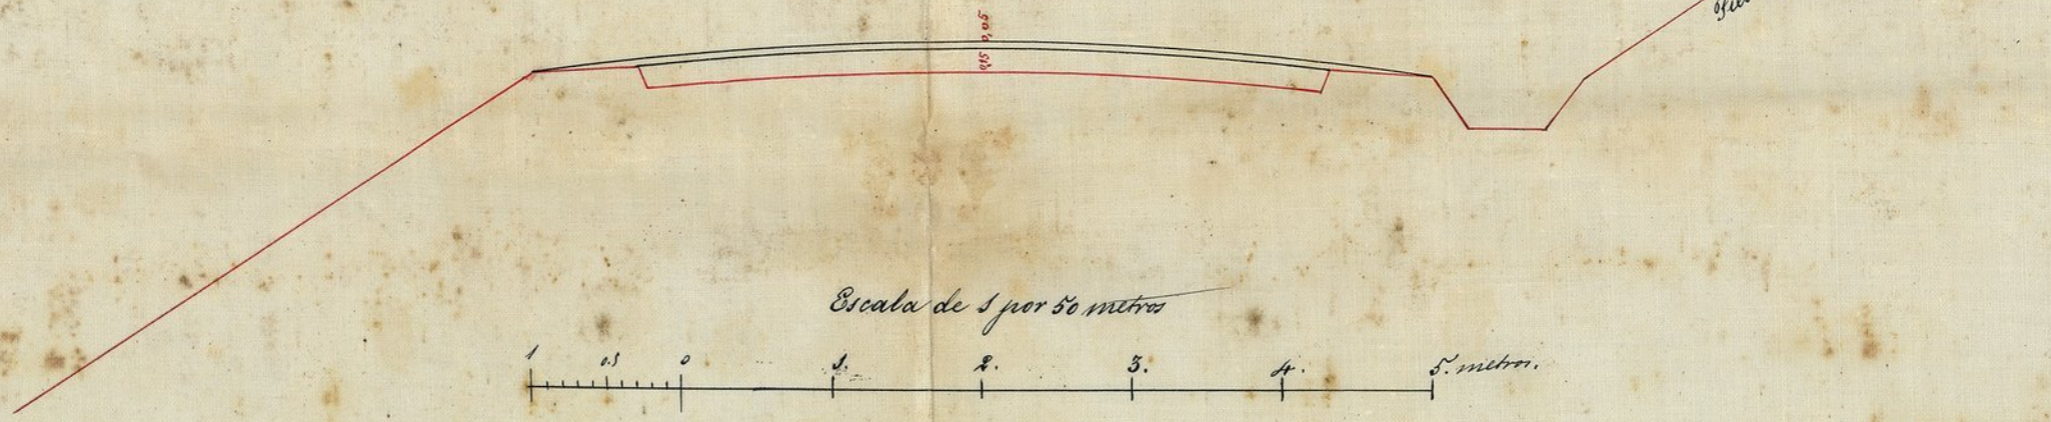 0,05
0,15
Escala de 1 por 50 metros
1 0.5 0 1. 2. 3. 4. 5. metros.